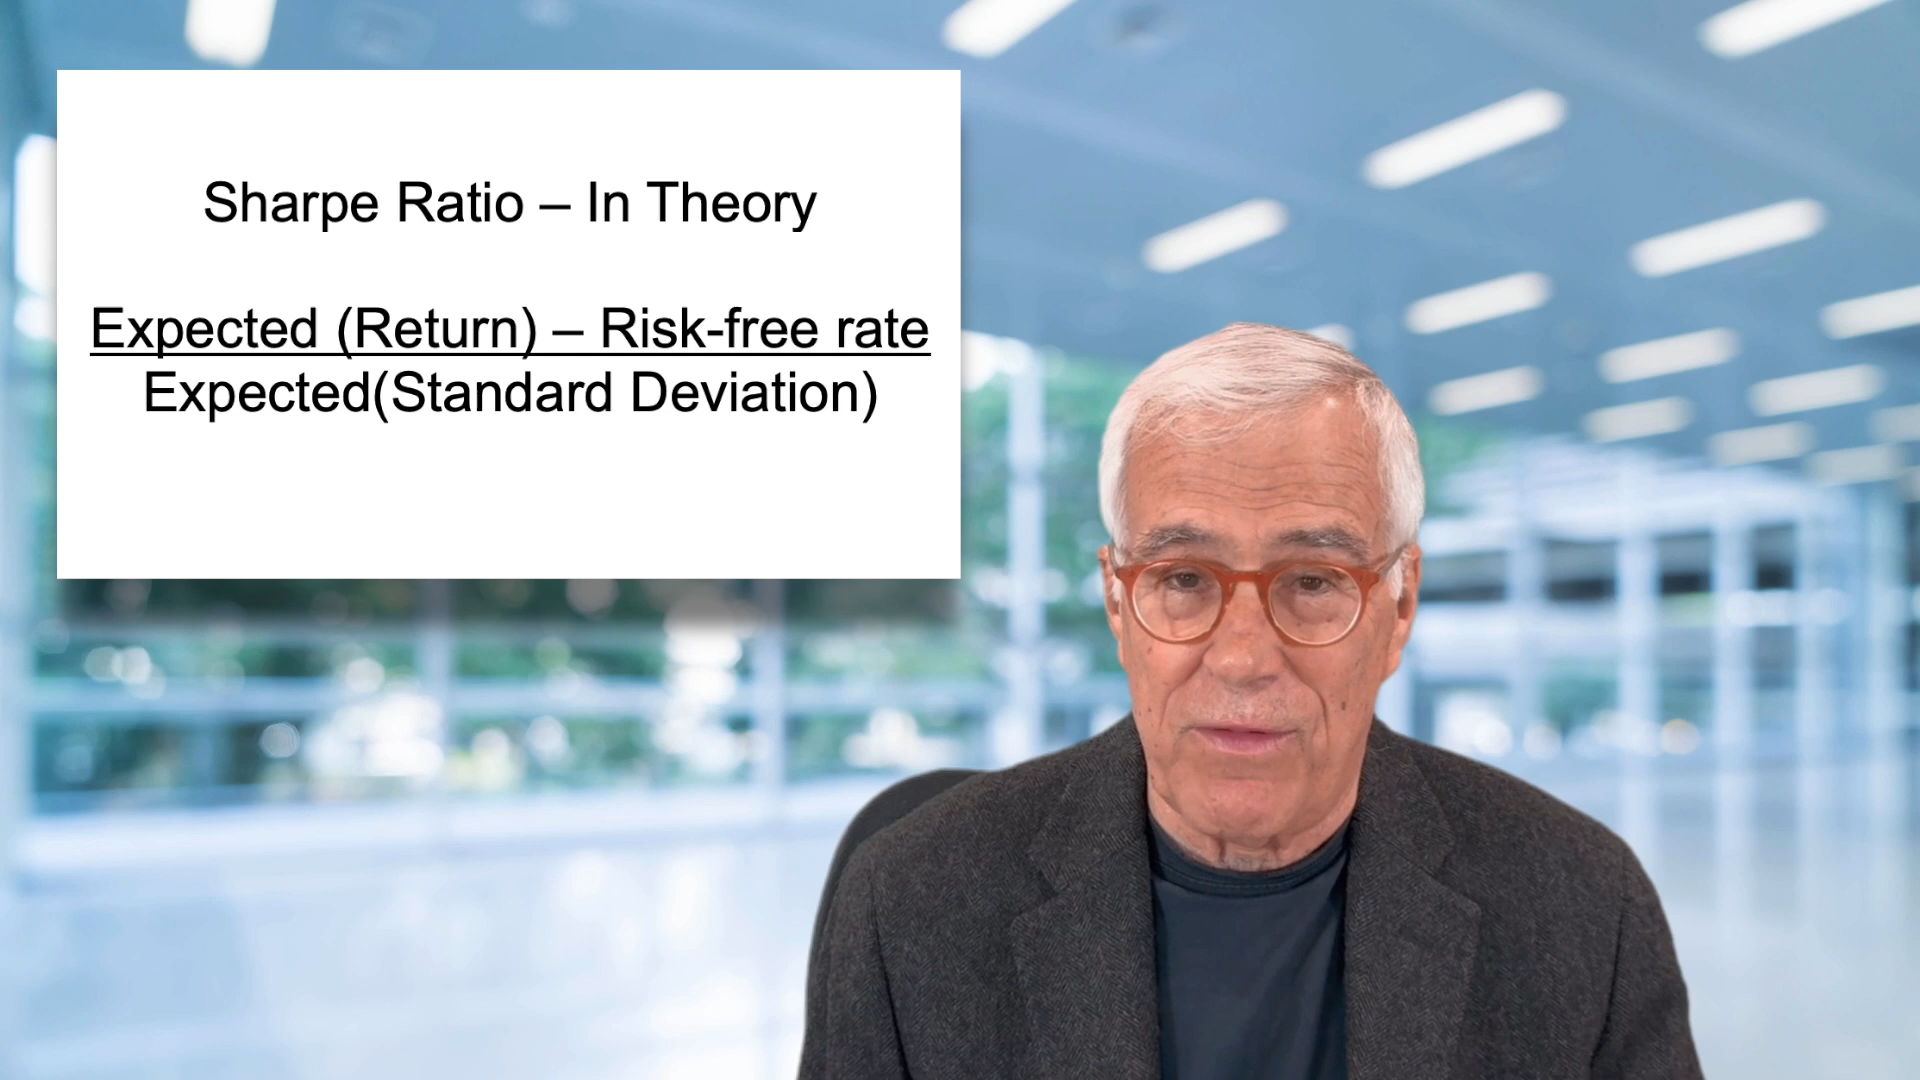 Sharpe Ratio – In Theory
Expected (Return) – Risk-free rate
Expected(Standard Deviation)